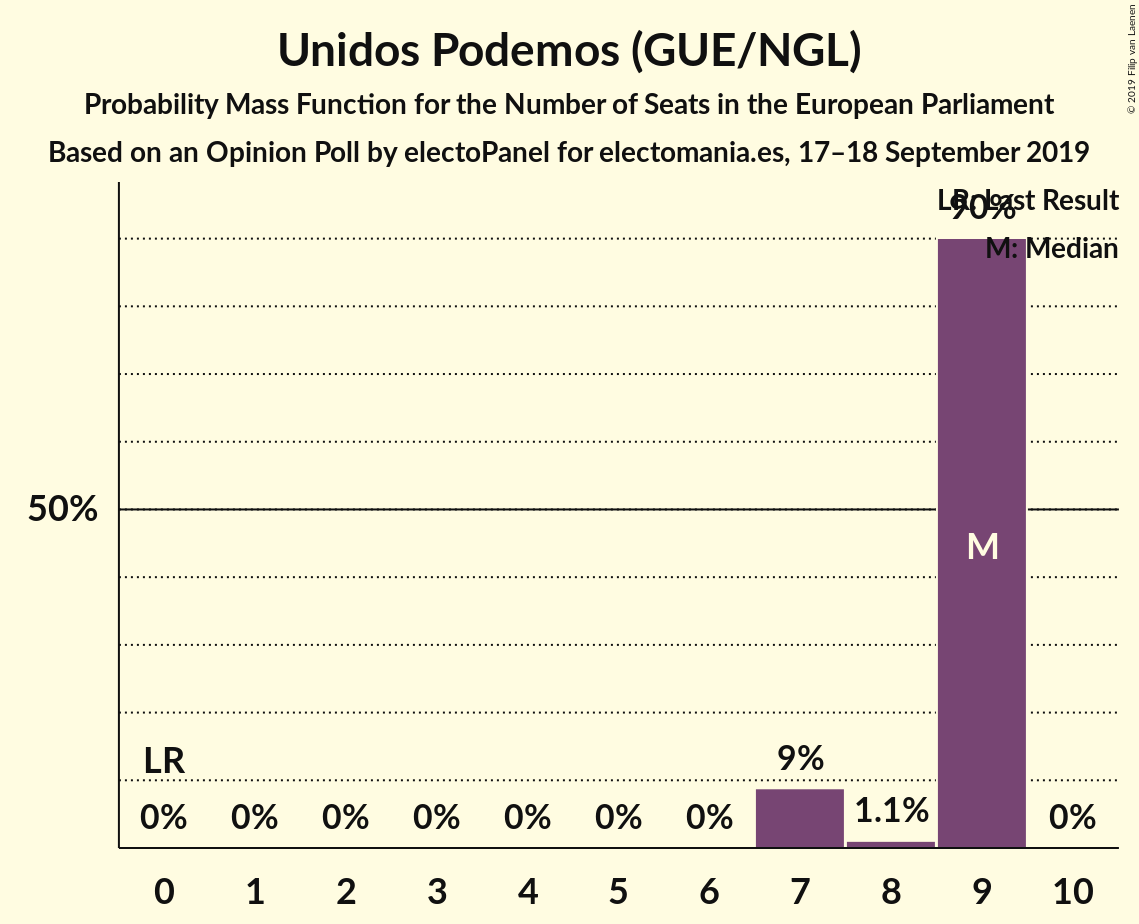 Unidos Podemos (GUE/NGL)
Probability Mass Function for the Number of Seats in the European Parliament
Based on an Opinion Poll by electoPanel for electomania.es, 17–18 September 2019
© 2019 Filip van Laenen
LR: Last Result
90%
M: Median
50%
M
LR
9%
1.1%
0% 0% 0% 0% 0% 0% 0% 0%
0 1 2 3 4 5 6 7 8 9 10